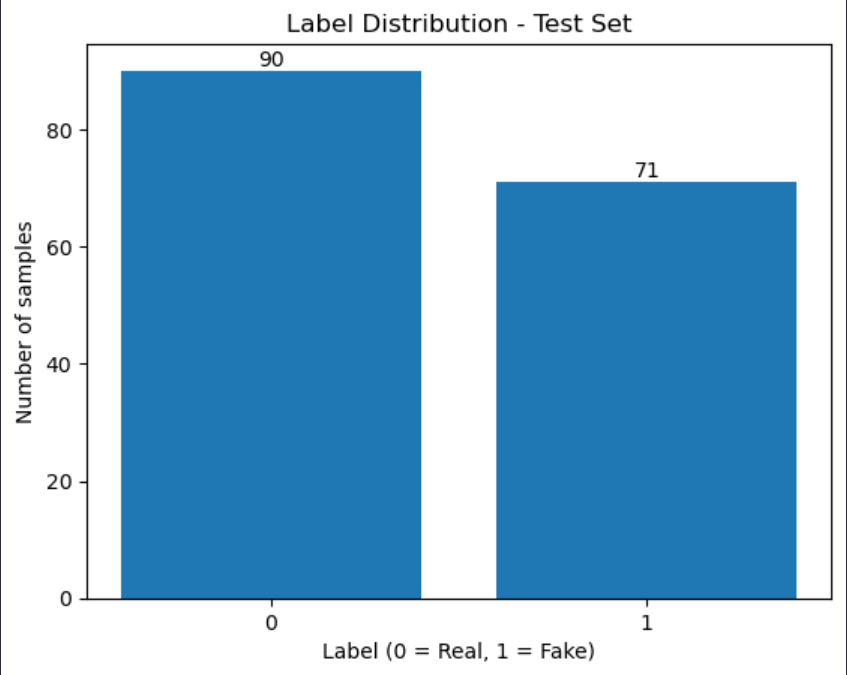 Label Distribution - Test Set
90
71
Number of samples
80
60
40
20
0
0 1
Label (0 = Real, 1 = Fake)